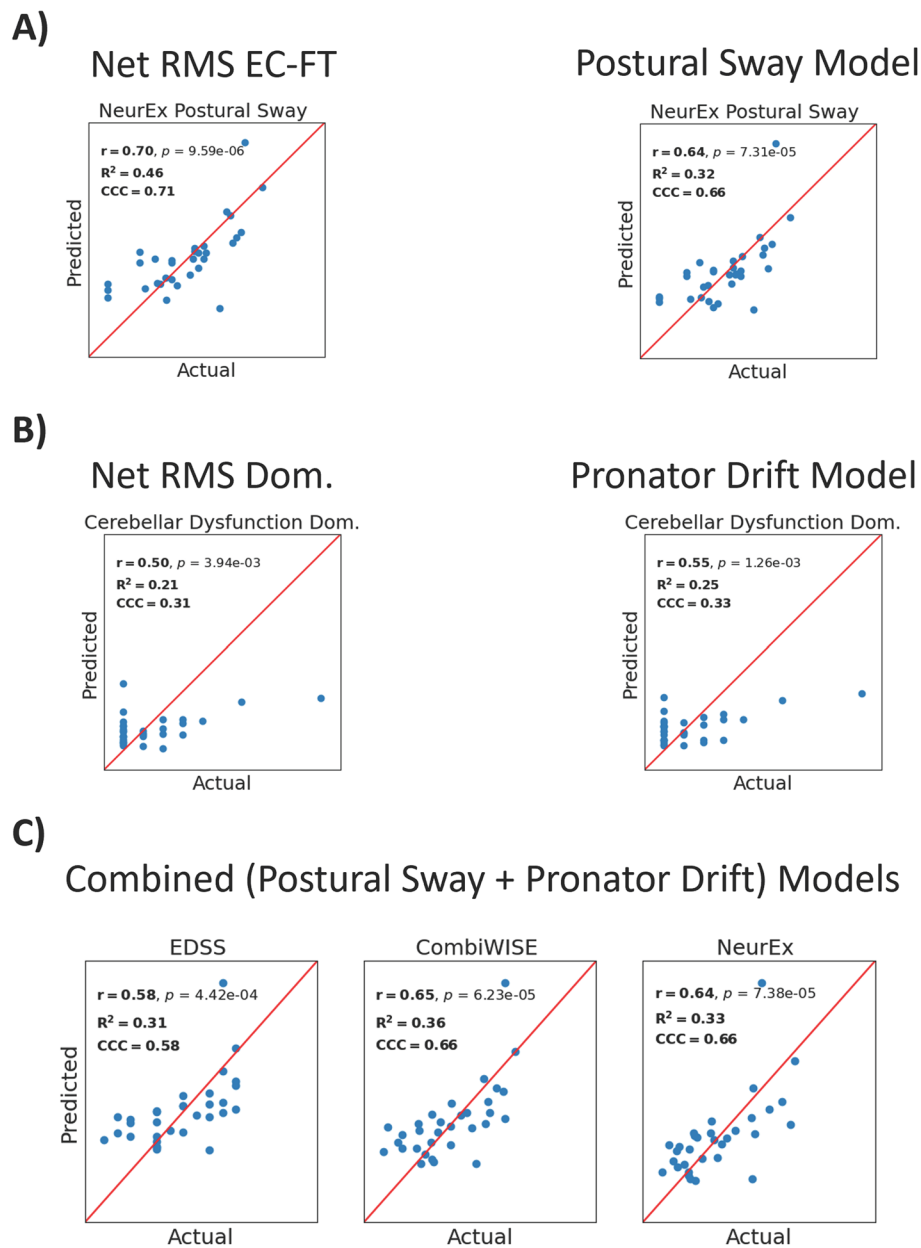 A)
Net RMS EC-FT
NeurEx Postural Sway
r = 0.70, p = 9.59e-06
R² = 0.46
CCC = 0.71
Predicted
Actual
Postural Sway Model
NeurEx Postural Sway
r = 0.64, p = 7.31e-05
R² = 0.32
CCC = 0.66
Predicted
Actual
B)
Net RMS Dom.
Cerebellar Dysfunction Dom.
r = 0.50, p = 3.94e-03
R² = 0.21
CCC = 0.31
Predicted
Actual
Pronator Drift Model
Cerebellar Dysfunction Dom.
r = 0.55, p = 1.26e-03
R² = 0.25
CCC = 0.33
Predicted
Actual
C)
Combined (Postural Sway + Pronator Drift) Models
EDSS
r = 0.58, p = 4.42e-04
R² = 0.31
CCC = 0.58
Predicted
Actual
CombiWISE
r = 0.65, p = 6.23e-05
R² = 0.36
CCC = 0.66
Actual
NeurEx
r = 0.64, p = 7.38e-05
R² = 0.33
CCC = 0.66
Actual